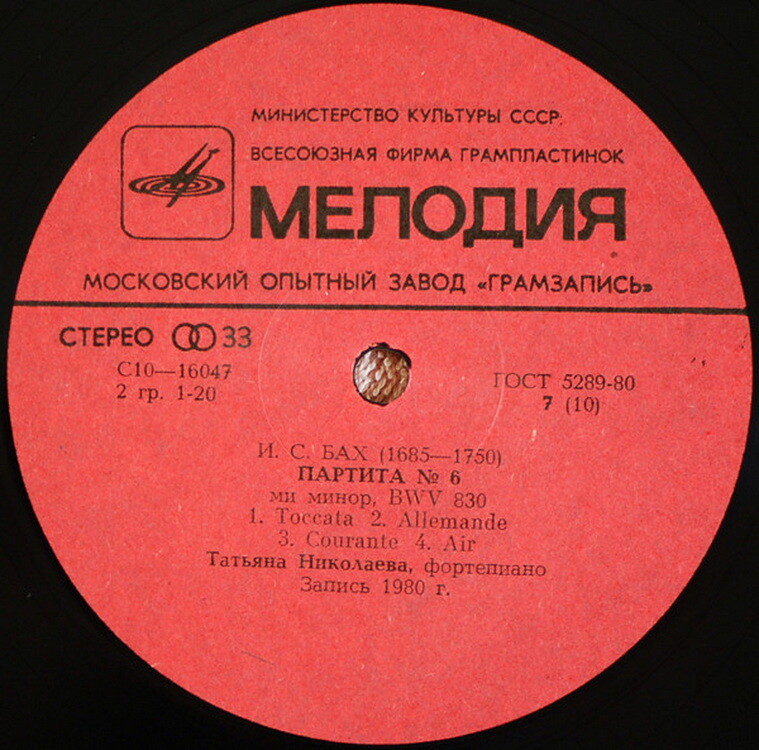 МИНИСТЕРСТВО КУЛЬТУРЫ СССР
ВСЕСОЮЗНАЯ ФИРМА ГРАМПЛАСТИНОК
МЕЛОДИЯ
МОСКОВСКИЙ ОПЫТНЫЙ ЗАВОД «ГРАМЗАПИСЬ»
СТЕРЕО 33
С10—16047
2 гр. 1-20
ГОСТ 5289-80
7 (10)
И. С. БАХ (1685—1750)
ПАРТИТА № 6
ми минор, BWV 830
1. Toccata 2. Allemande
3. Courante 4. Air
Татьяна Николаева, фортепиано
Запись 1980 г.